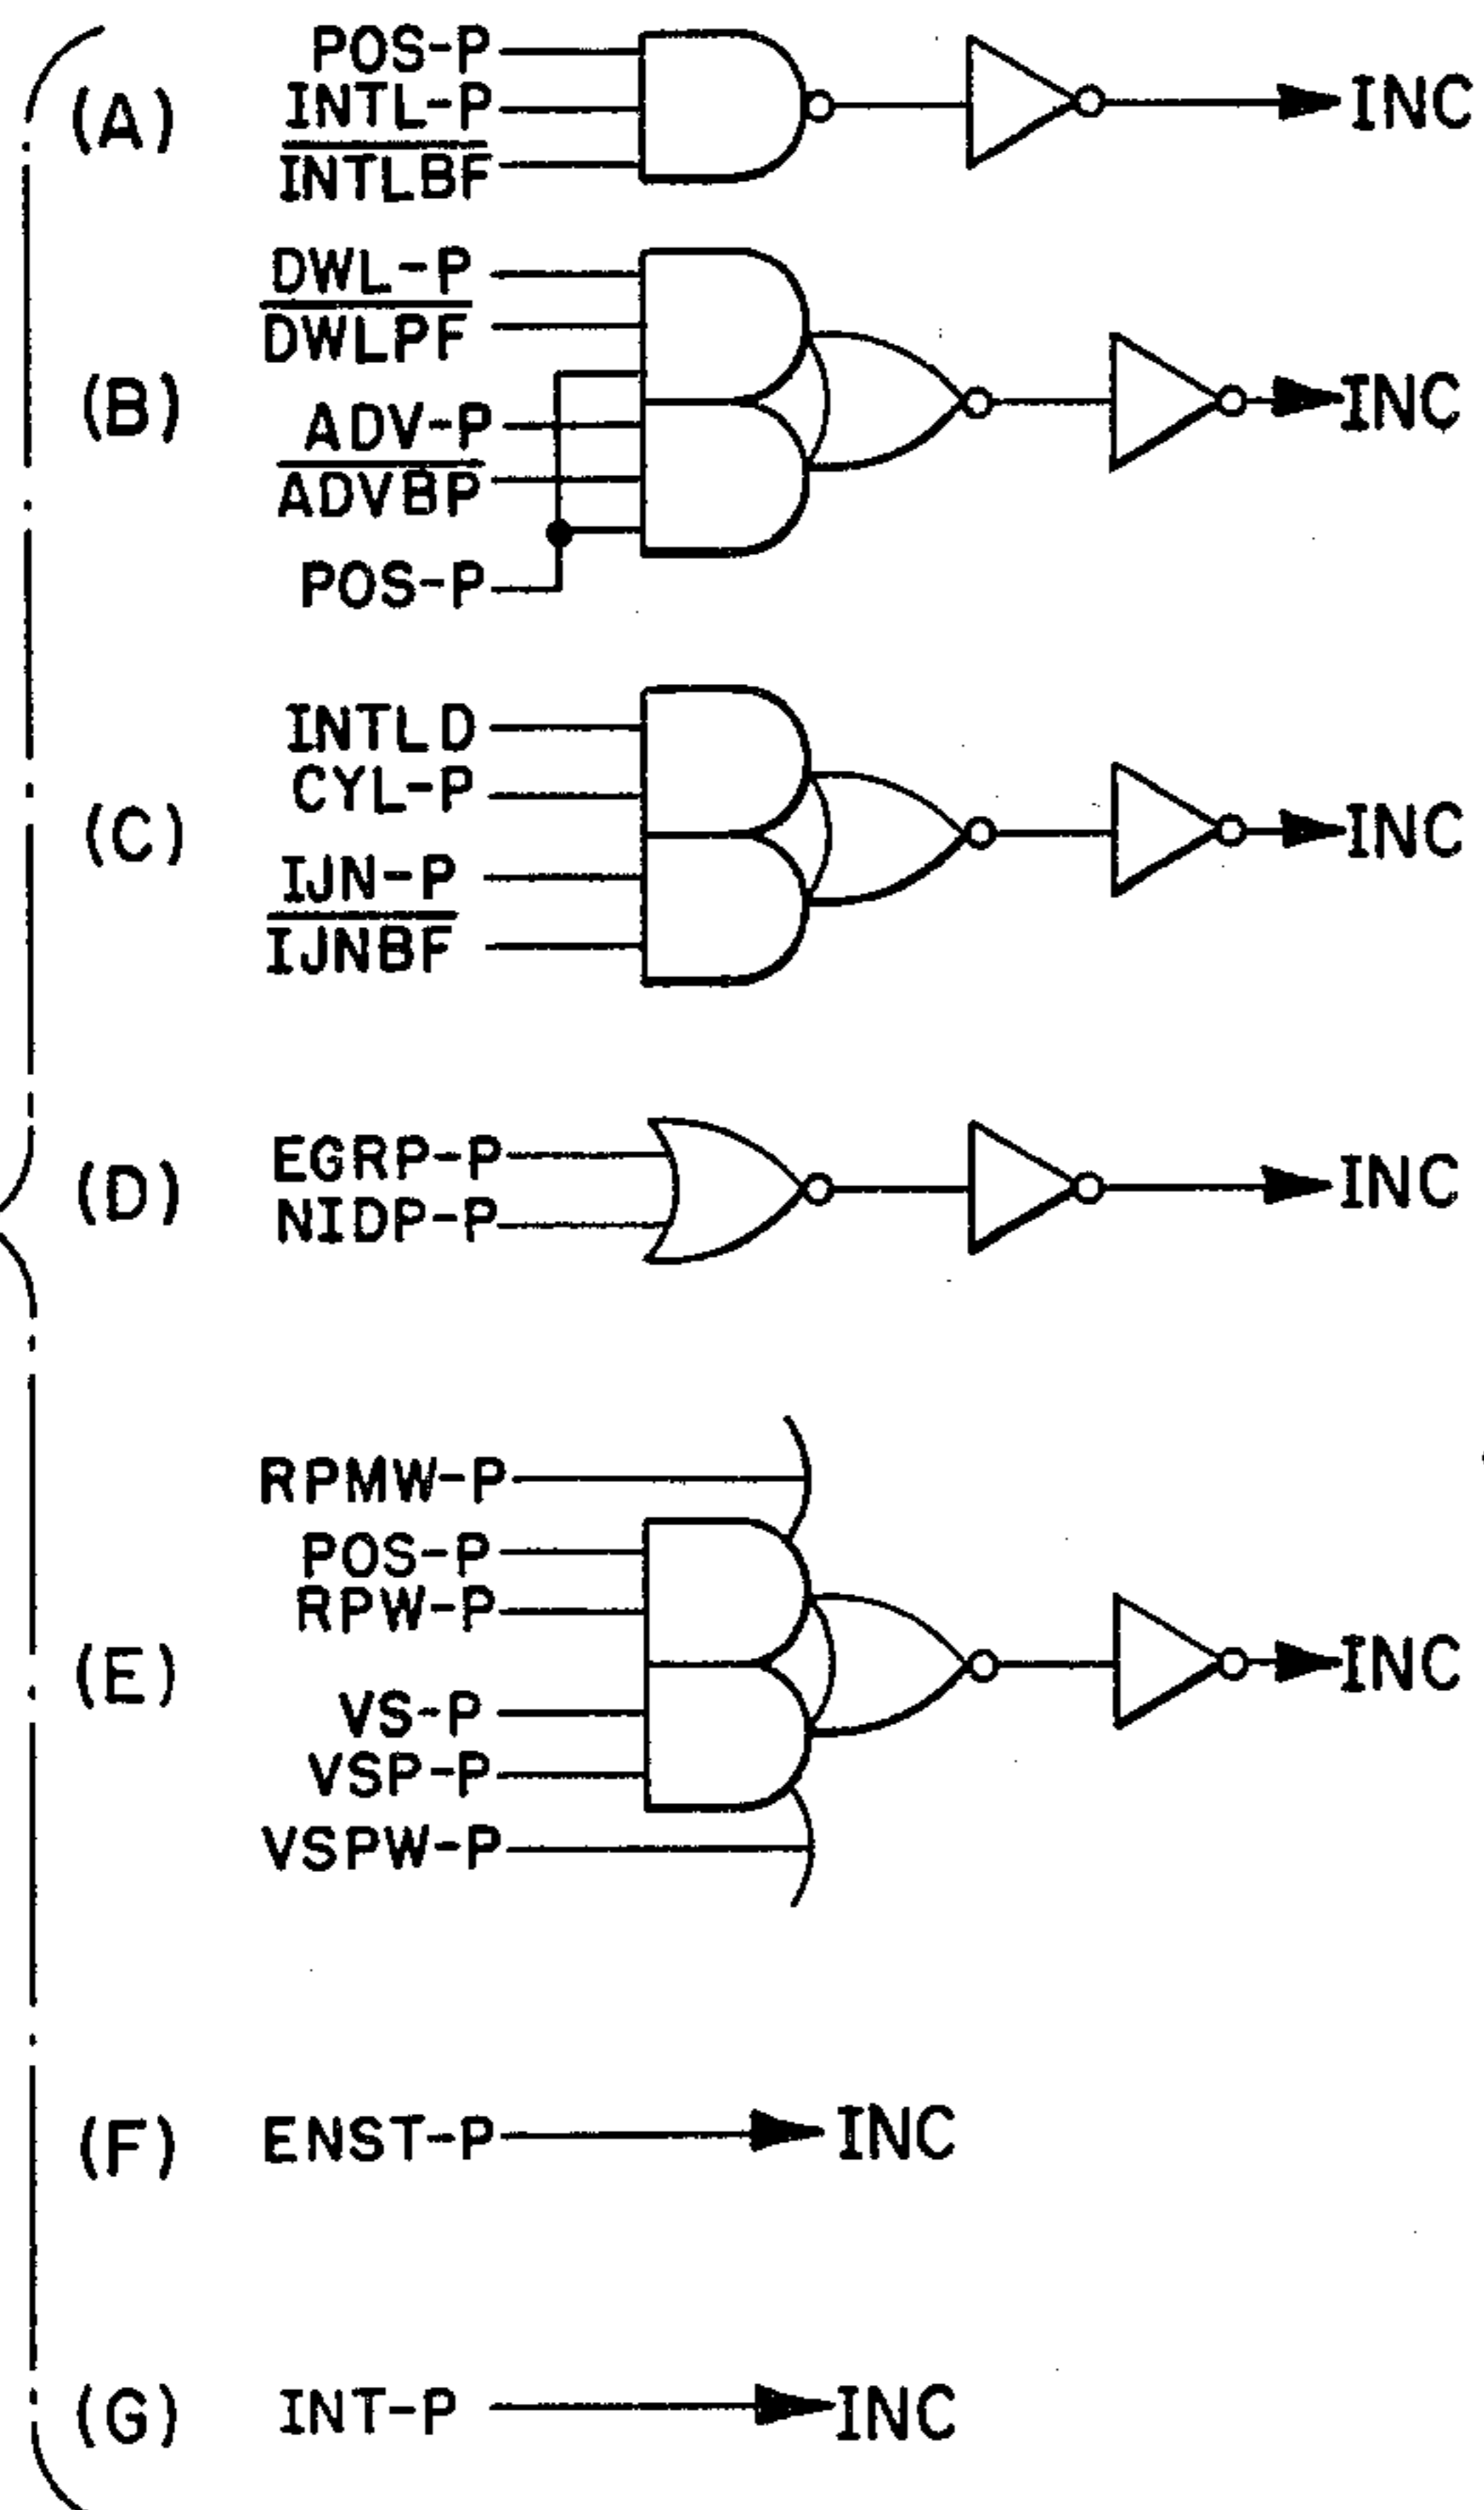 POS-P
INTL-P
(A)
INTLBF
INC
DWL-P
DWLPF
(B)
ADV-P
ADVBP
POS-P
INC
INTLD
CYL-P
(C)
IJN-P
IJNBF
INC
EGRP-P
(D)
NIDP-P
INC
RPMW-P
POS-P
RPW-P
(E)
VS-P
VSP-P
VSPW-P
INC
(F) ENST-P INC
(G) INT-P INC